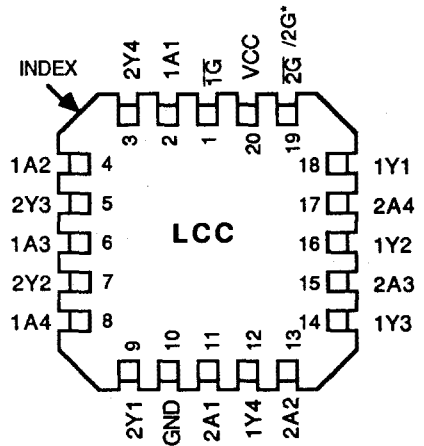 INDEX
2Y4 1A1 1̅G̅ VCC 2̅G̅ /2G*
3 2 1 20 19
1A2 4 18 1Y1
2Y3 5 17 2A4
1A3 6 LCC 16 1Y2
2Y2 7 15 2A3
1A4 8 14 1Y3
9 10 11 12 13
2Y1 GND 2A1 1Y4 2A2